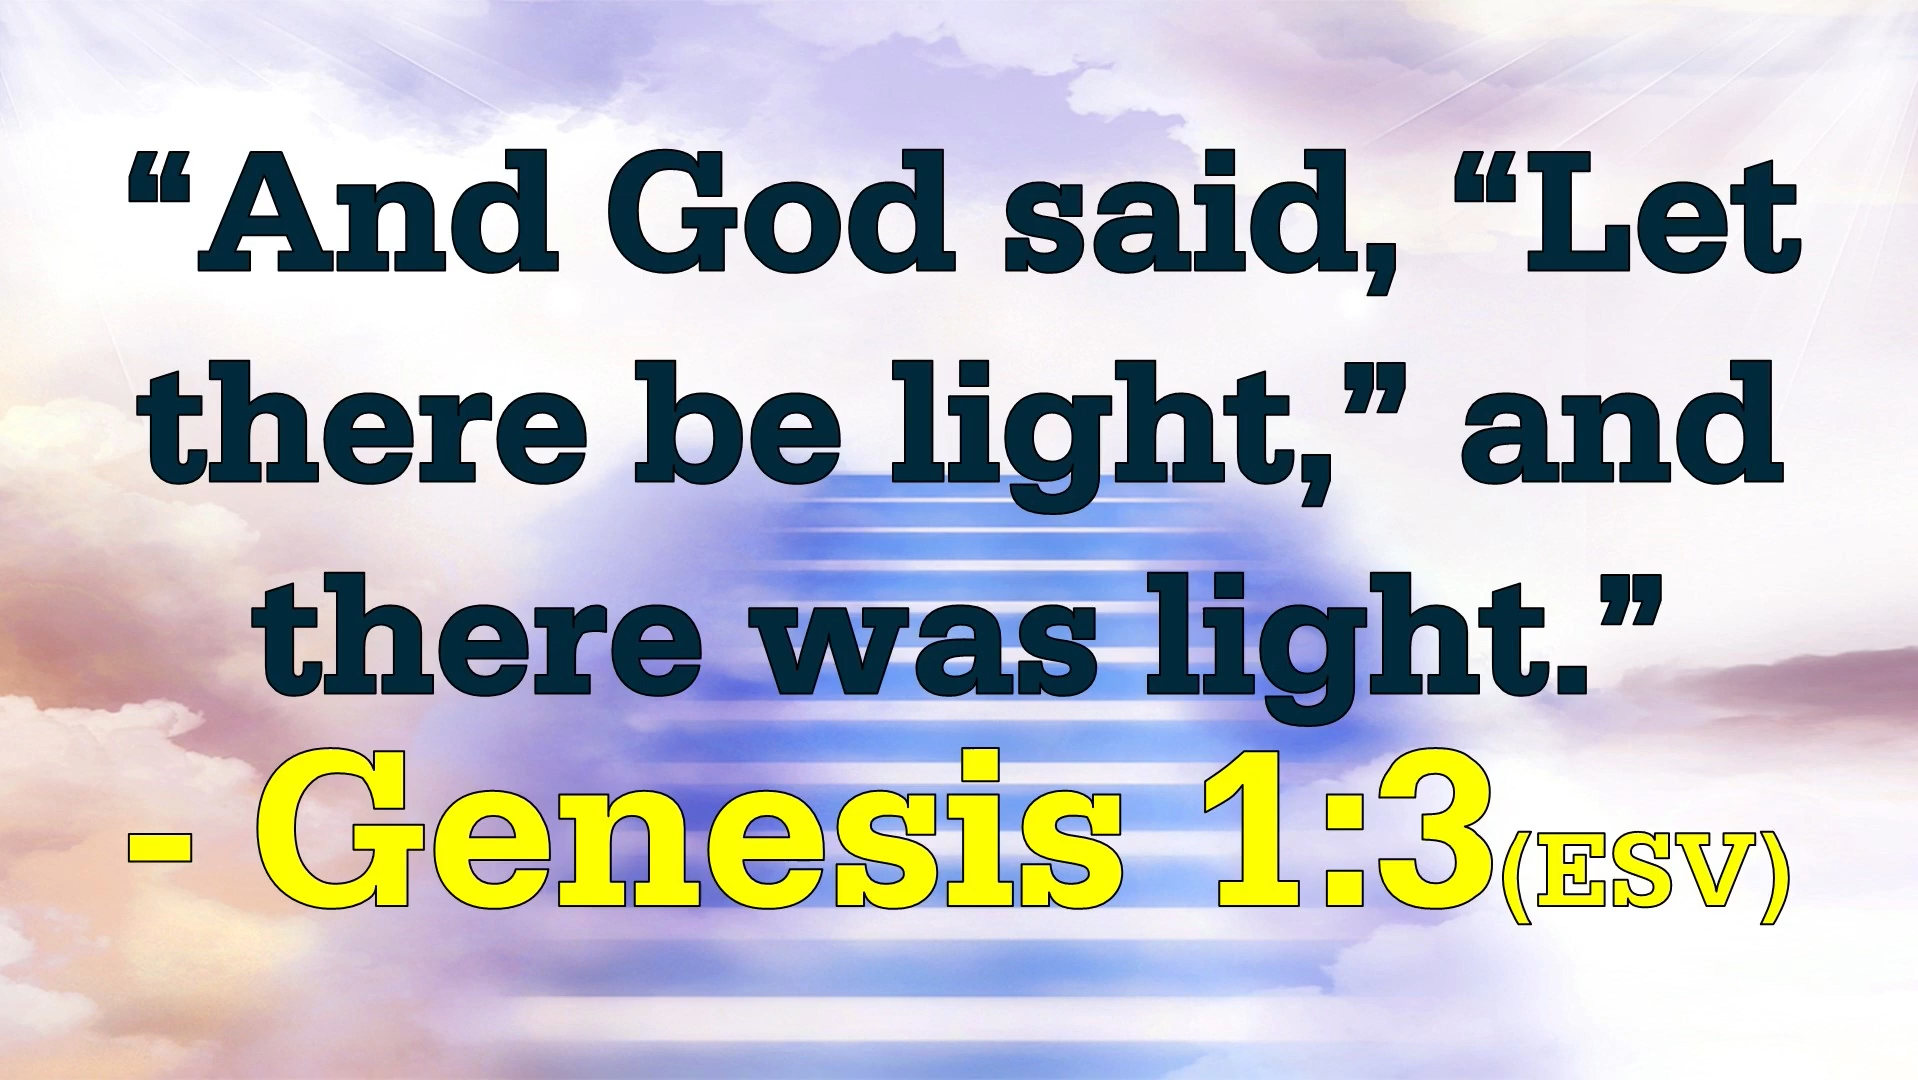 “And God said, “Let
there be light,” and
there was light.”
- Genesis 1:3(ESV)